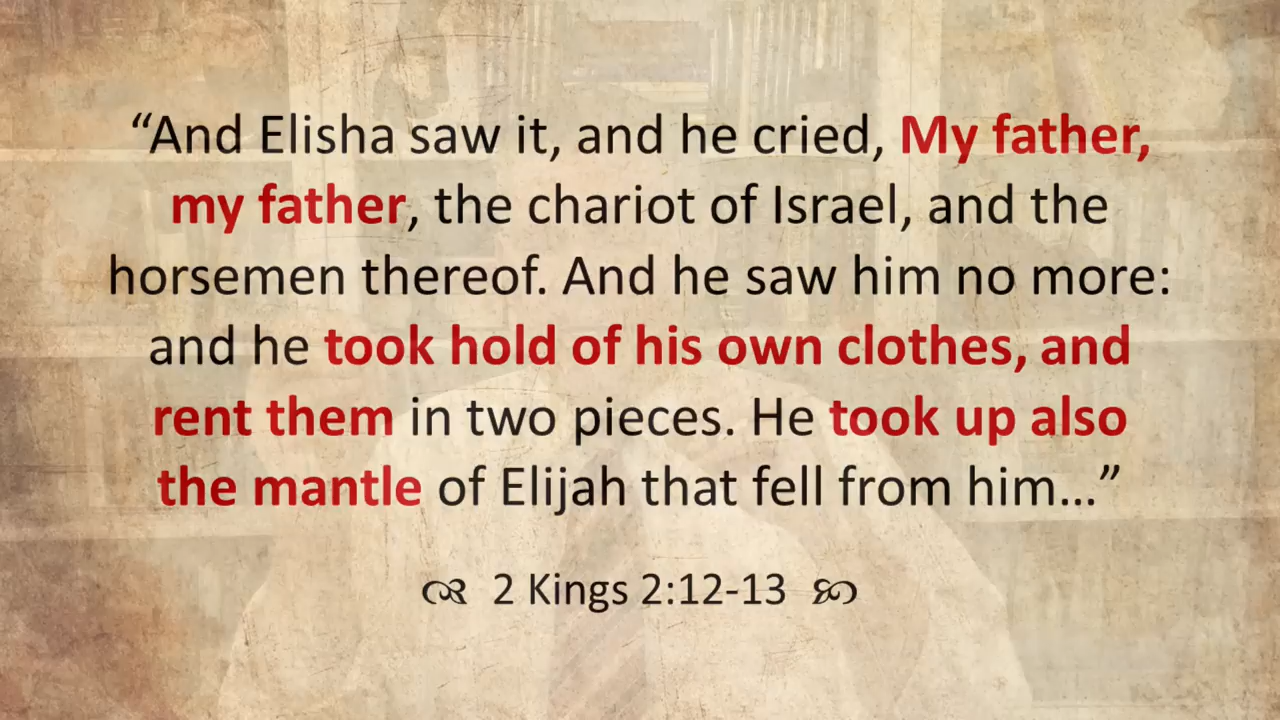 “And Elisha saw it, and he cried, My father,
my father, the chariot of Israel, and the
horsemen thereof. And he saw him no more:
and he took hold of his own clothes, and
rent them in two pieces. He took up also
the mantle of Elijah that fell from him...”
2 Kings 2:12-13